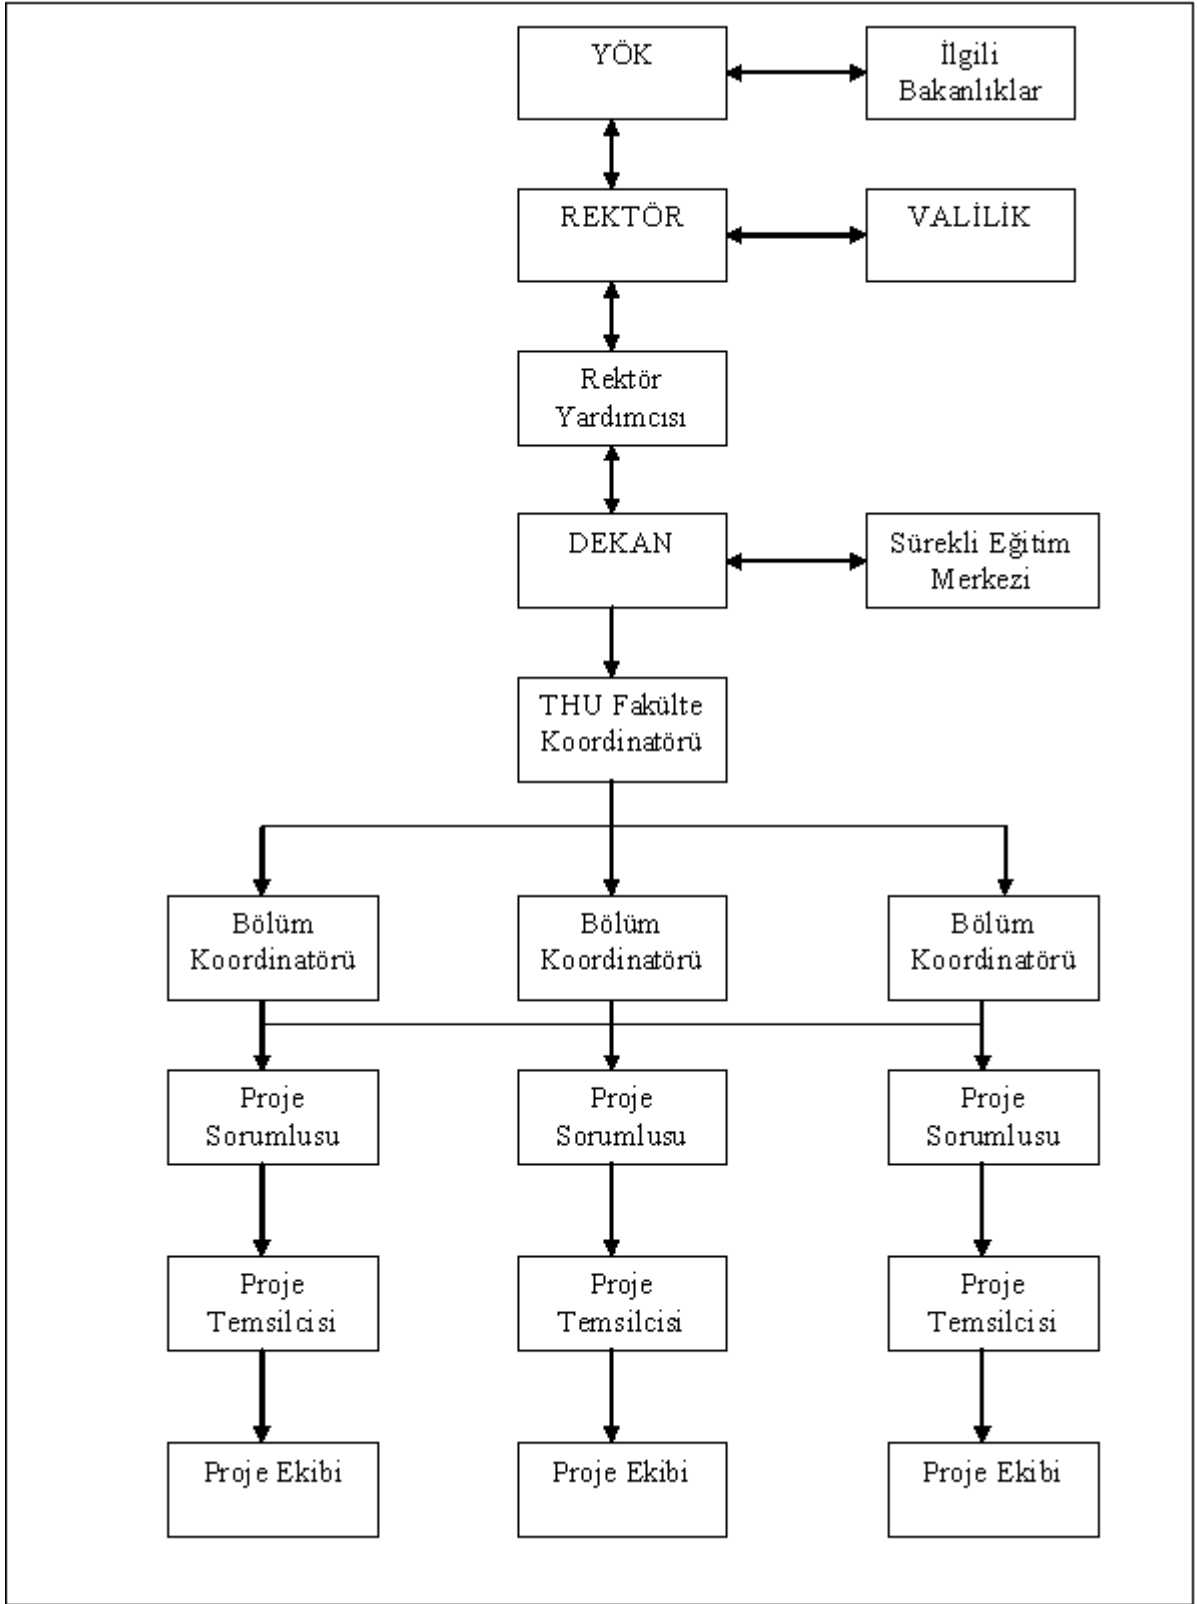 YÖK
İlgili
Bakanlıklar
REKTÖR
VALİLİK
Rektör
Yardımcısı
DEKAN
Sürekli Eğitim
Merkezi
THU Fakülte
Koordinatörü
Bölüm
Koordinatörü
Bölüm
Koordinatörü
Bölüm
Koordinatörü
Proje
Sorumlusu
Proje
Sorumlusu
Proje
Sorumlusu
Proje
Temsilcisi
Proje
Temsilcisi
Proje
Temsilcisi
Proje Ekibi
Proje Ekibi
Proje Ekibi